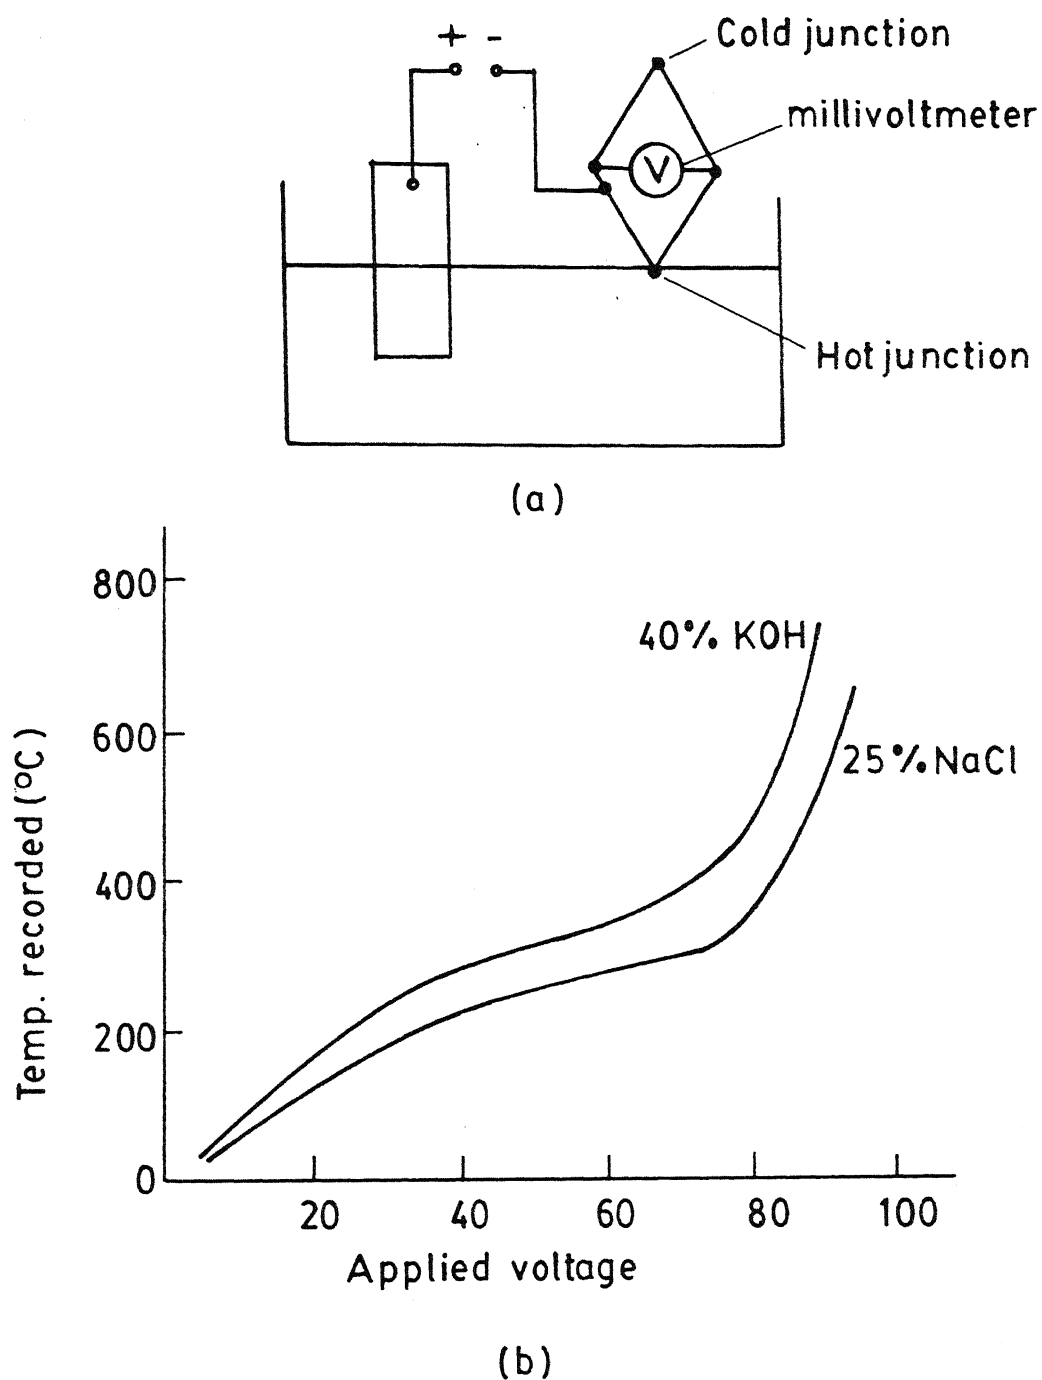 + -
Cold junction
millivoltmeter
V
Hot junction
(a)
800
600
400
200
0
Temp. recorded (°C)
40% KOH
25% NaCl
20 40 60 80 100
Applied voltage
(b)